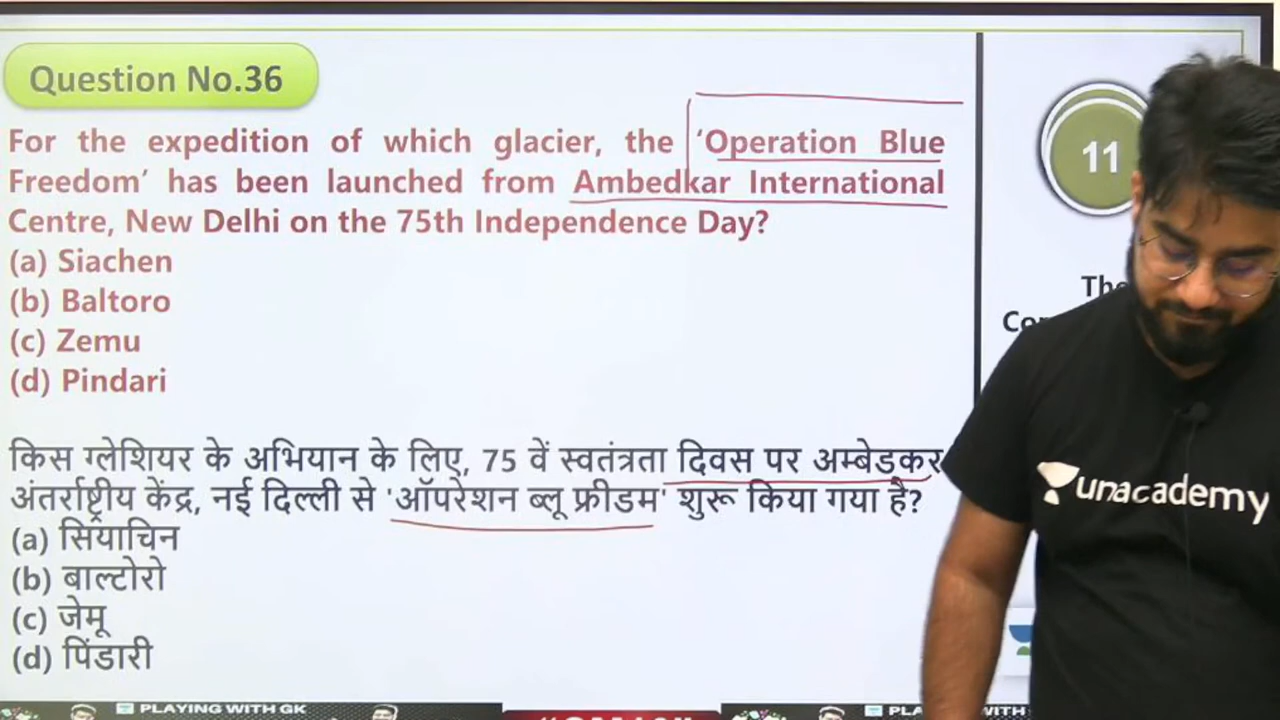 Question No.36
For the expedition of which glacier, the 'Operation Blue
Freedom' has been launched from Ambedkar International
Centre, New Delhi on the 75th Independence Day?
(a) Siachen
(b) Baltoro
(c) Zemu
(d) Pindari
किस ग्लेशियर के अभियान के लिए, 75 वें स्वतंत्रता दिवस पर अम्बेडकर
अंतर्राष्ट्रीय केंद्र, नई दिल्ली से 'ऑपरेशन ब्लू फ्रीडम' शुरू किया गया है?
(a) सियाचिन
(b) बाल्टोरो
(c) जेमू
(d) पिंडारी
11
unacademy
PLAYING WITH GK